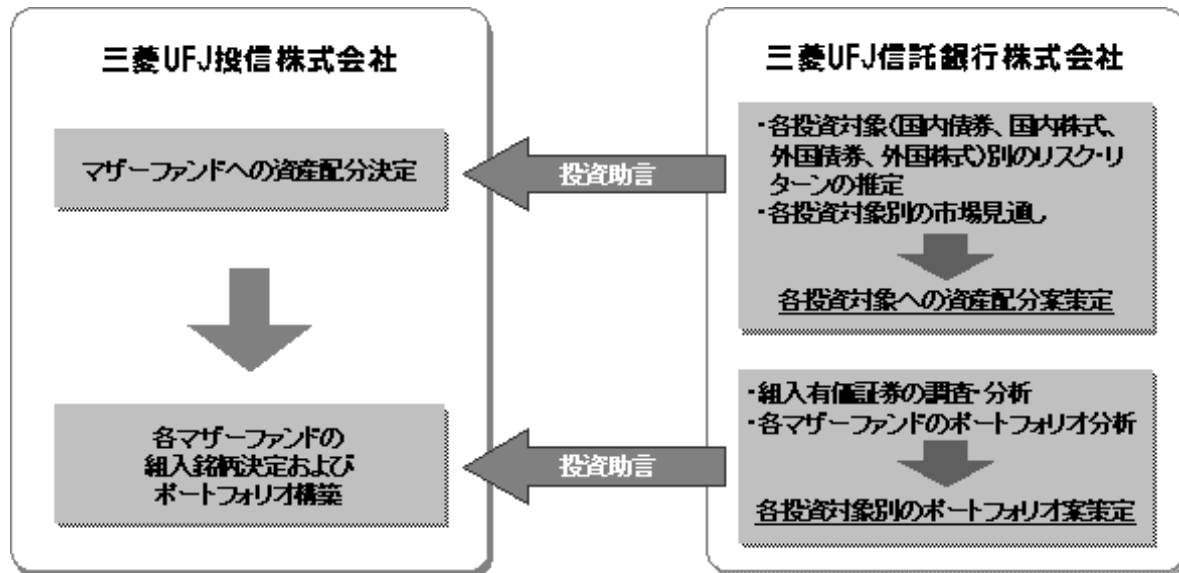 三菱UFJ投信株式会社
マザーファンドへの資産配分決定
各マザーファンドの
組入銘柄決定および
ポートフォリオ構築
投資助言
投資助言
三菱UFJ信託銀行株式会社
・各投資対象(国内債券、国内株式、
外国債券、外国株式)別のリスク・リ
ターンの推定
・各投資対象別の市場見通し
各投資対象への資産配分案策定
・組入有価証券の調査・分析
・各マザーファンドのポートフォリオ分析
各投資対象別のポートフォリオ案策定